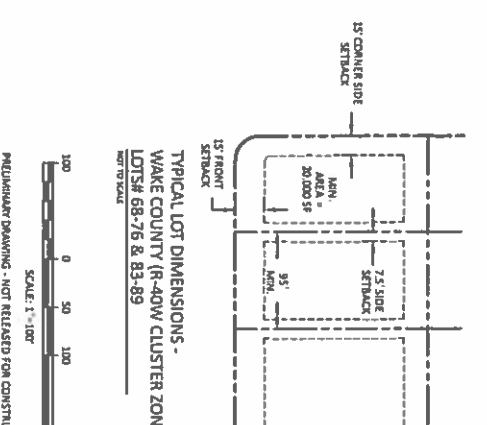 15' CORNER SIDE
SETBACK
MIN.
AREA =
20,000 SF
7.5' SIDE
SETBACK
95'
MIN.
15' FRONT
SETBACK
TYPICAL LOT DIMENSIONS -
WAKE COUNTY (R-40W CLUSTER ZON
LOTS# 68-76 & 83-89
NOT TO SCALE
100 0 50 100
SCALE: 1"=100'
PRELIMINARY DRAWING - NOT RELEASED FOR CONSTRU